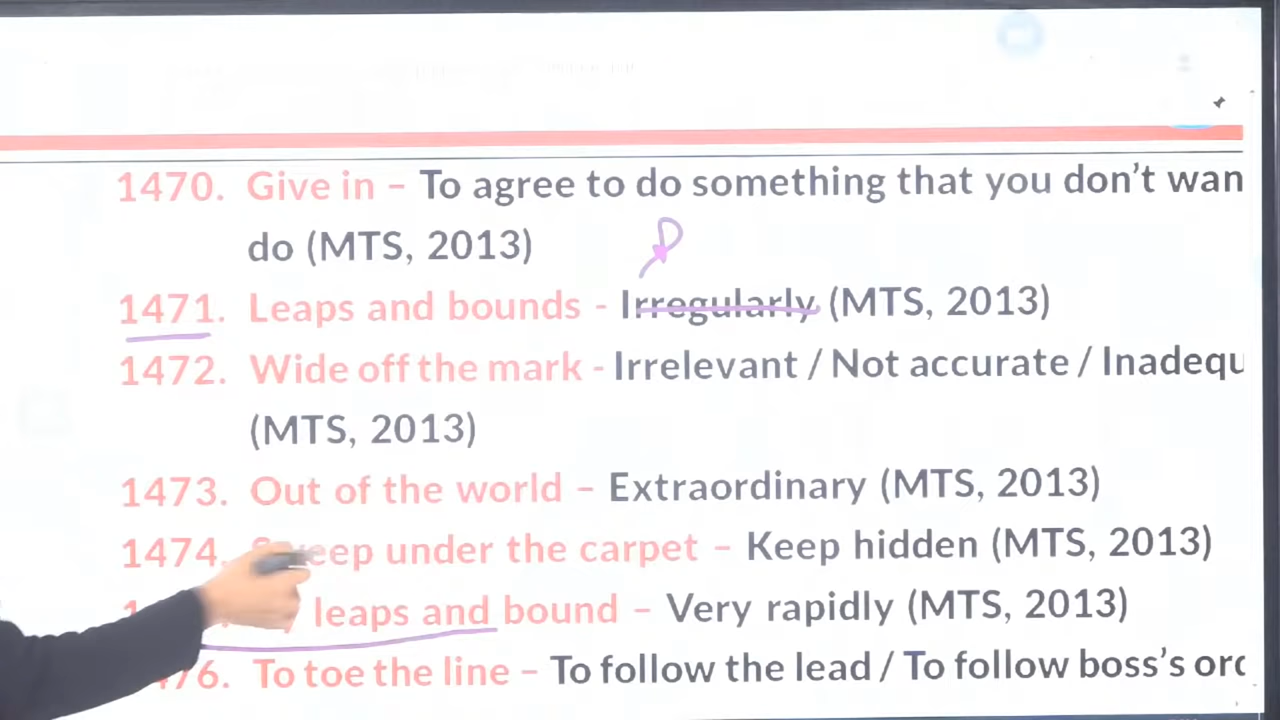 1470. Give in – To agree to do something that you don't wan
do (MTS, 2013)
1471. Leaps and bounds - Irregularly (MTS, 2013)
1472. Wide off the mark - Irrelevant / Not accurate / Inadequ
(MTS, 2013)
1473. Out of the world – Extraordinary (MTS, 2013)
1474. under the carpet – Keep hidden (MTS, 2013)
leaps and bound – Very rapidly (MTS, 2013)
To toe the line – To follow the lead / To follow boss's